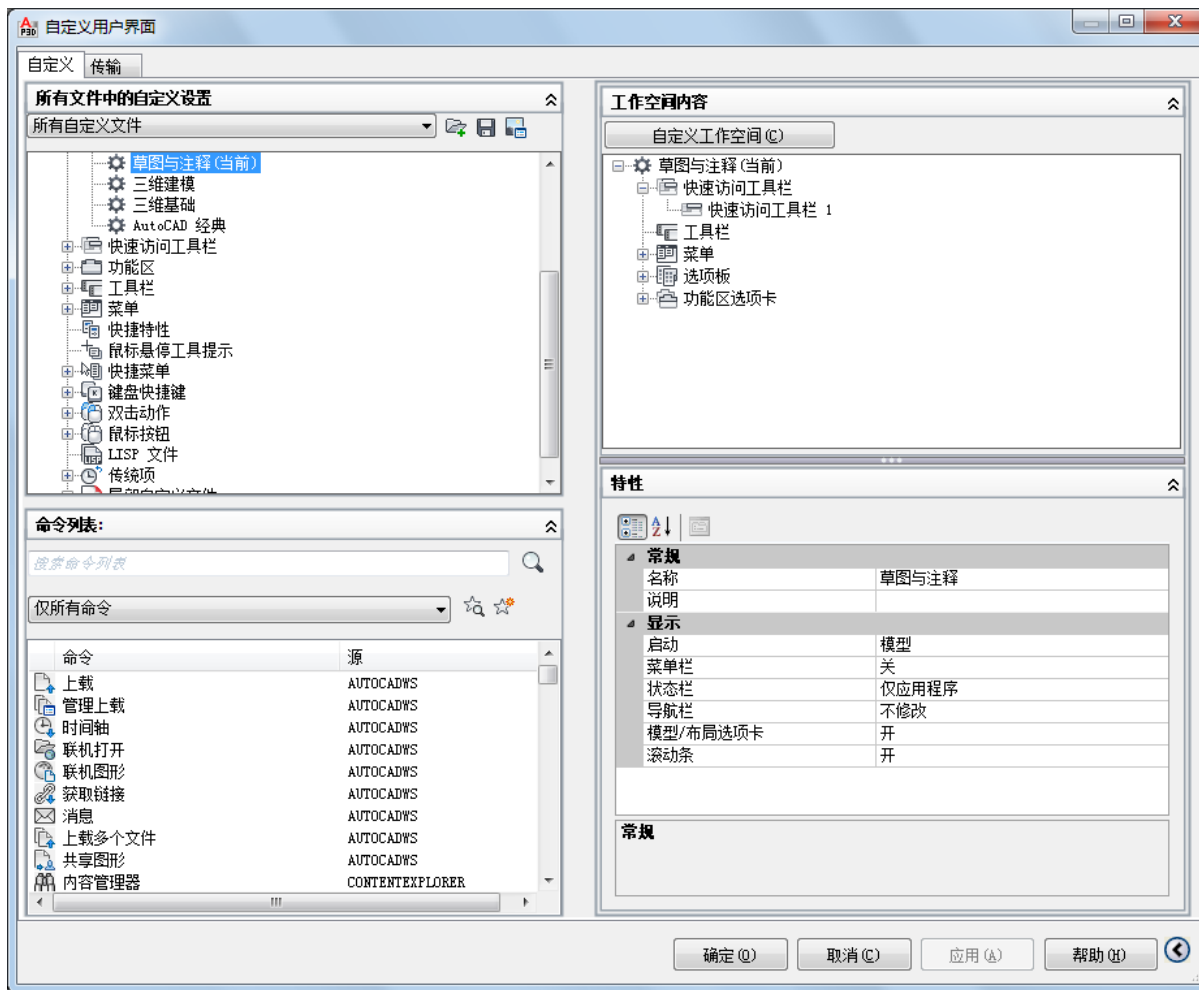 自定义用户界面
自定义
传输
所有文件中的自定义设置
所有自定义文件
草图与注释(当前)
三维建模
三维基础
AutoCAD 经典
快速访问工具栏
功能区
工具栏
菜单
快捷特性
鼠标悬停工具提示
快捷菜单
键盘快捷键
双击动作
鼠标按钮
LISP 文件
传统项
局部自定义文件
命令列表:
搜索命令列表
仅所有命令
命令 源
上载 AUTOCADWS
管理上载 AUTOCADWS
时间轴 AUTOCADWS
联机打开 AUTOCADWS
联机图形 AUTOCADWS
获取链接 AUTOCADWS
消息 AUTOCADWS
上载多个文件 AUTOCADWS
共享图形 AUTOCADWS
内容管理器 CONTENTEXPLORER
工作空间内容
自定义工作空间(C)
草图与注释(当前)
快速访问工具栏
快速访问工具栏 1
工具栏
菜单
选项板
功能区选项卡
特性
常规
名称 草图与注释
说明
显示
启动 模型
菜单栏 关
状态栏 仅应用程序
导航栏 不修改
模型/布局选项卡 开
滚动条 开
常规
确定(O)
取消(C)
应用(A)
帮助(H)